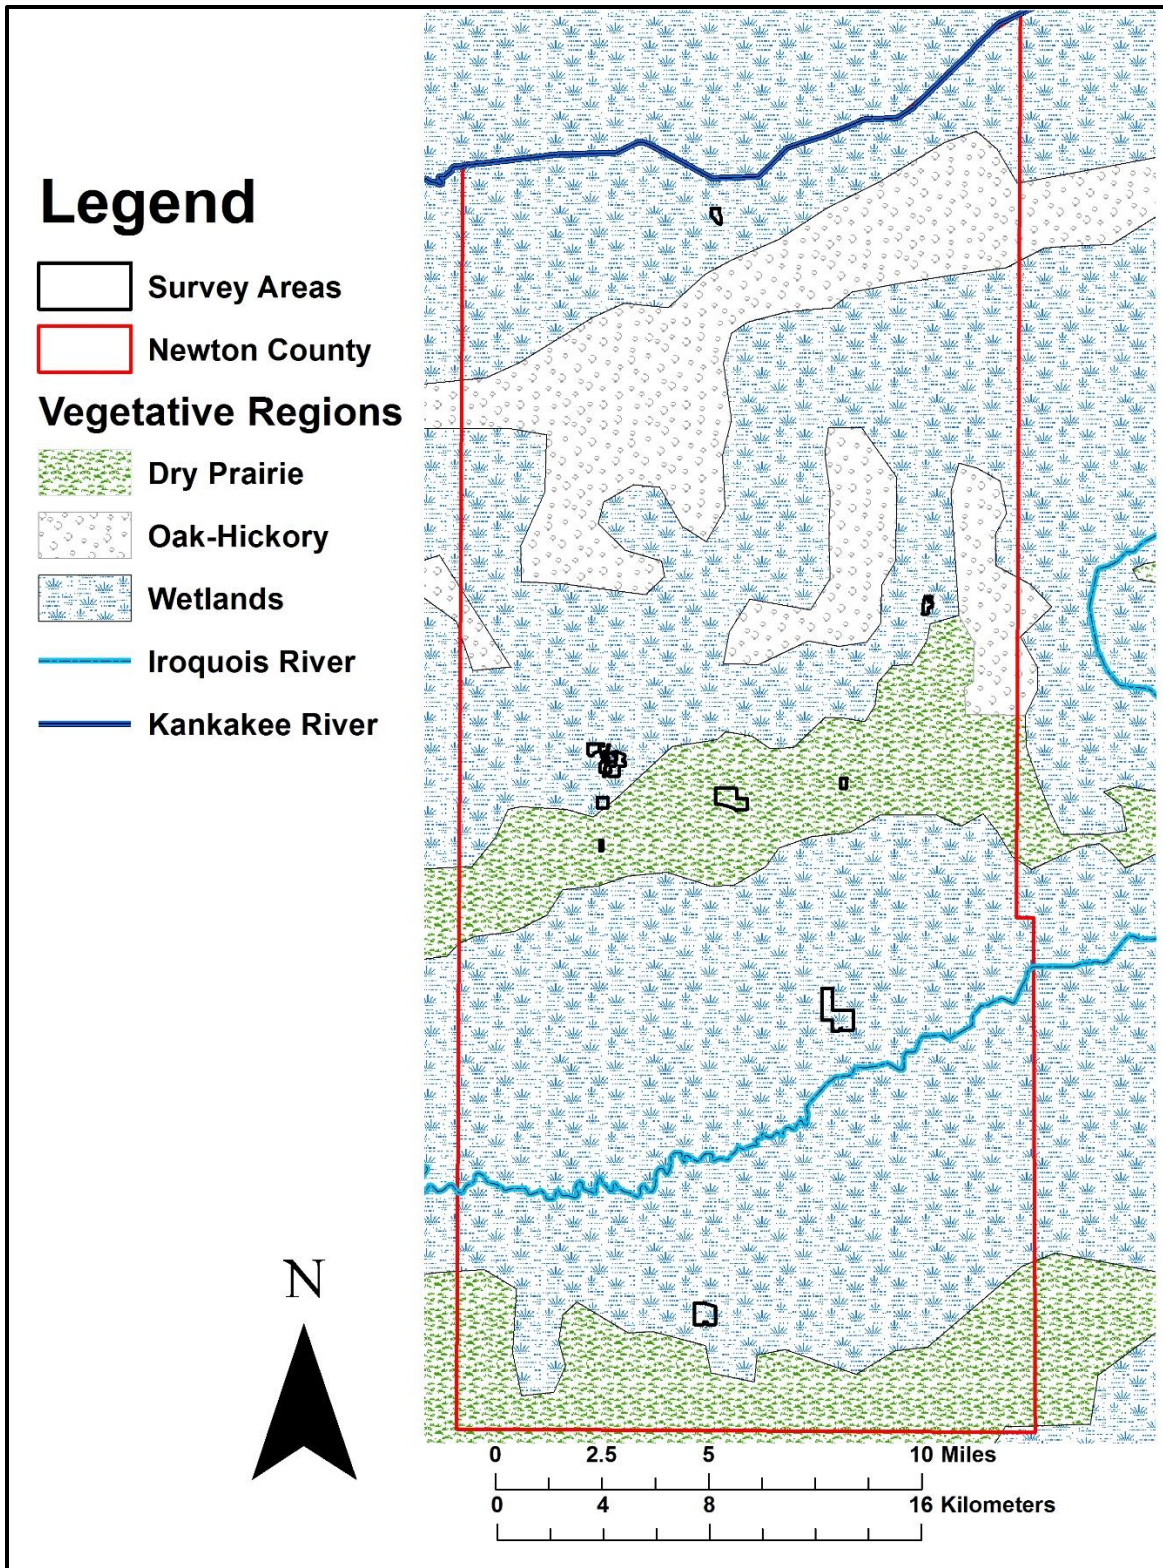 Legend
Survey Areas
Newton County
Vegetative Regions
Dry Prairie
Oak-Hickory
Wetlands
Iroquois River
Kankakee River
N
0 2.5 5 10 Miles
0 4 8 16 Kilometers